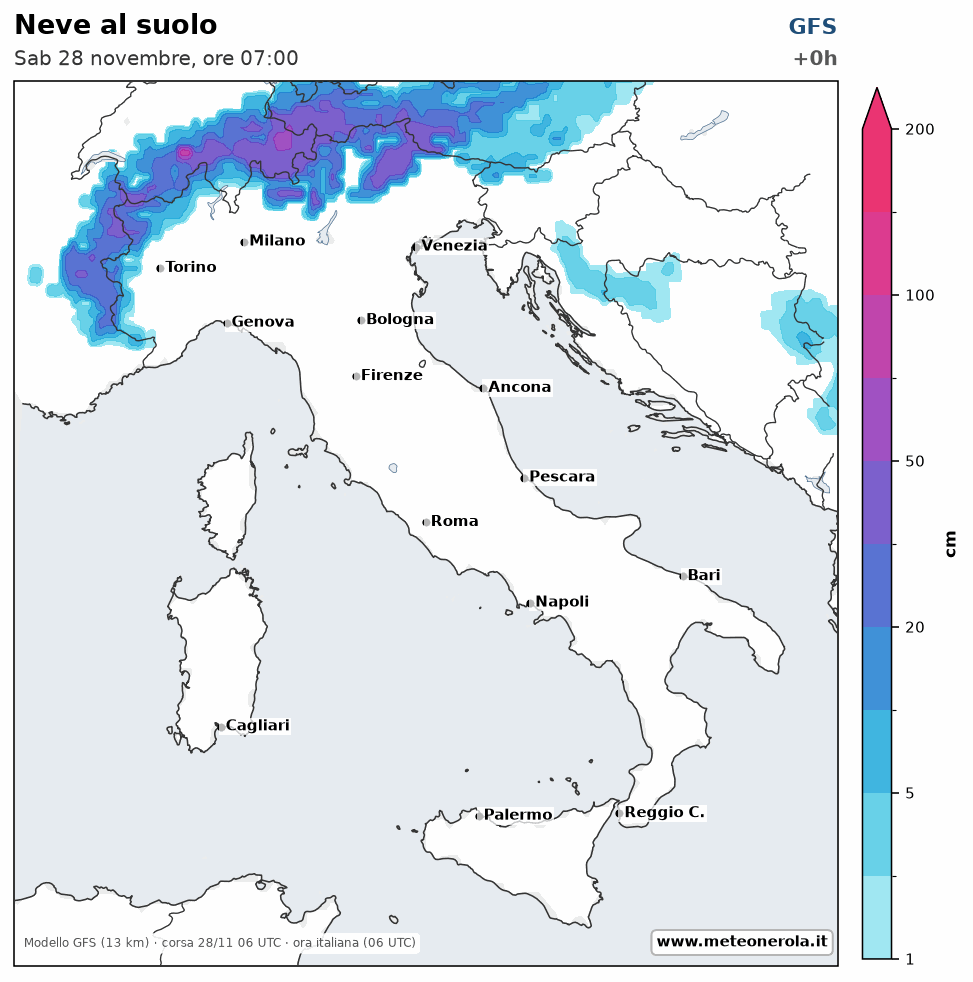 Neve al suolo
GFS
Sab 28 novembre, ore 07:00
+0h
200
100
50
20
5
1
cm
Milano
Venezia
Torino
Genova
Bologna
Firenze
Ancona
Pescara
Roma
Bari
Napoli
Cagliari
Palermo
Reggio C.
Modello GFS (13 km) · corsa 28/11 06 UTC · ora italiana (06 UTC)
www.meteonerola.it